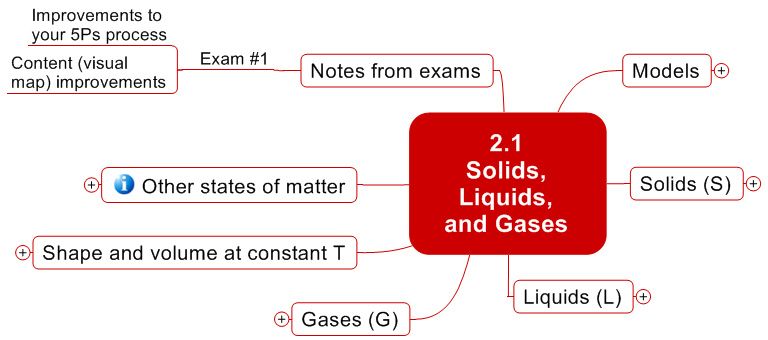 Improvements to
your 5Ps process
Content (visual
map) improvements
Exam #1
Notes from exams
Models
2.1
Solids,
Liquids,
and Gases
Other states of matter
Solids (S)
Shape and volume at constant T
Liquids (L)
Gases (G)